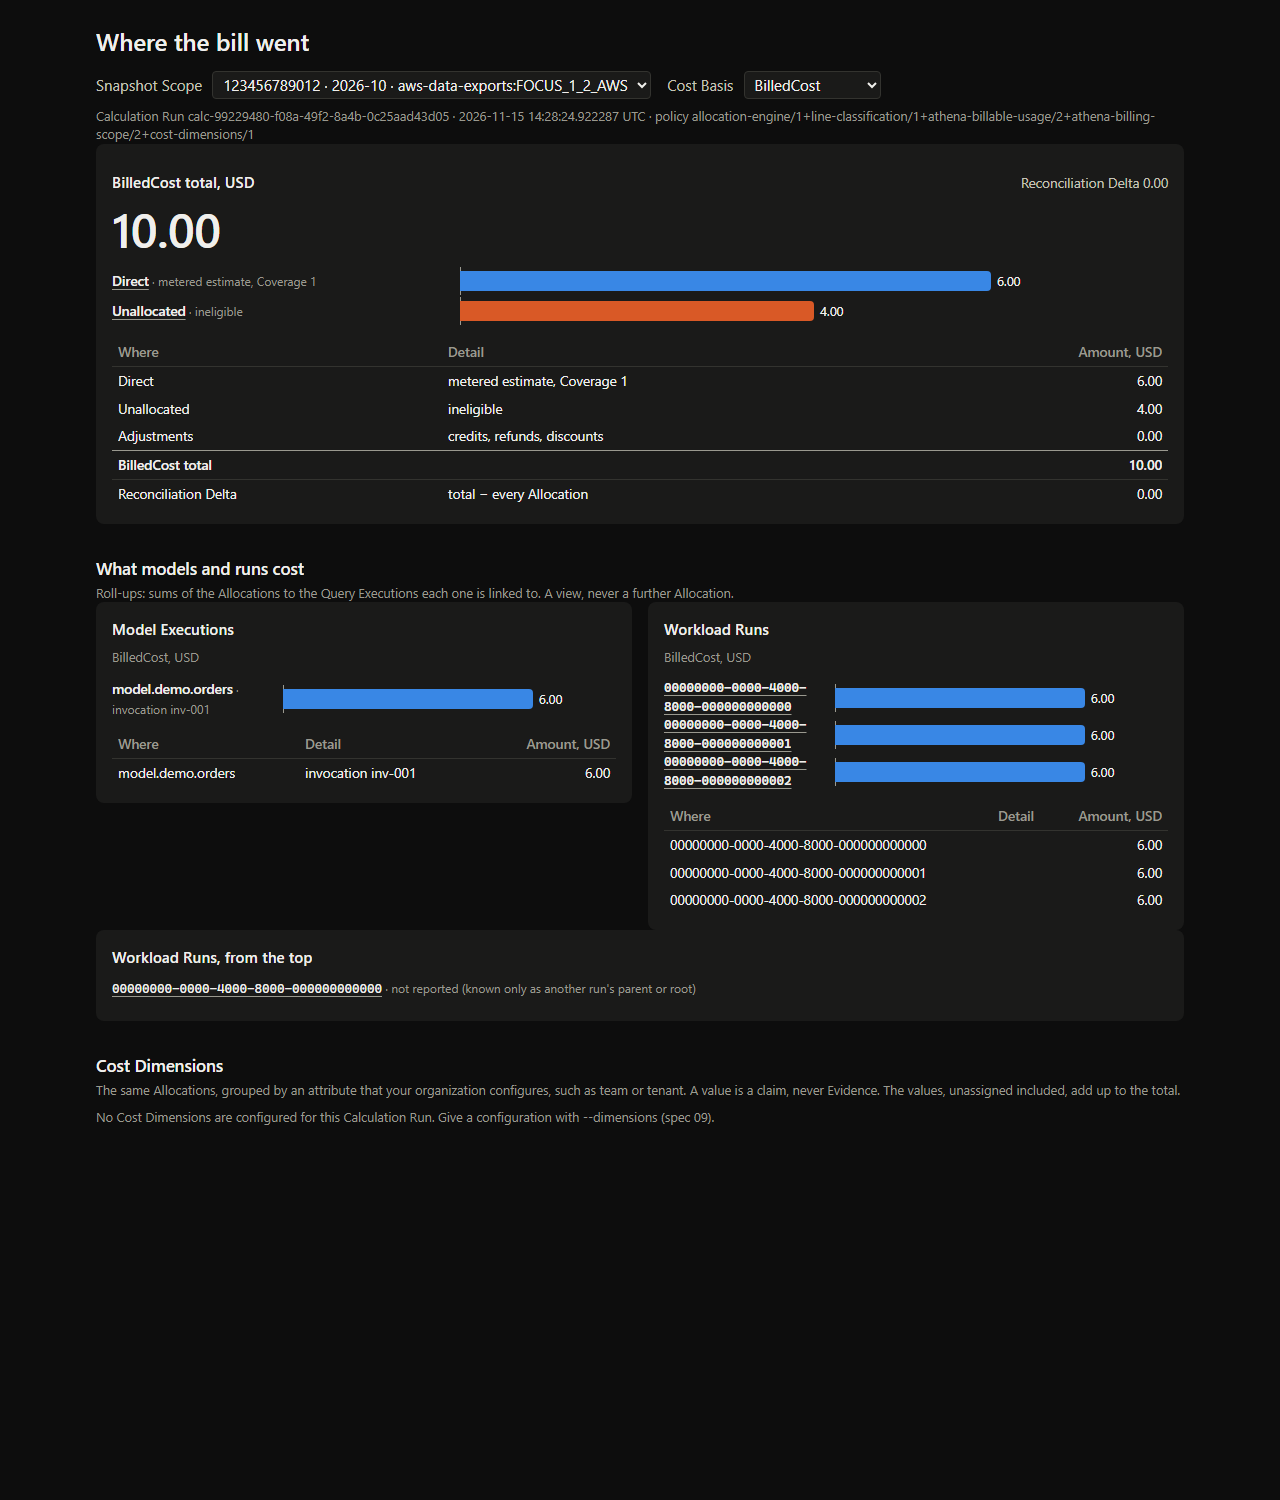 Where the bill went
Snapshot Scope 123456789012 · 2026-10 · aws-data-exports:FOCUS_1_2_AWS Cost Basis BilledCost
Calculation Run calc-99229480-f08a-49f2-8a4b-0c25aad43d05 · 2026-11-15 14:28:24.922287 UTC · policy allocation-engine/1+line-classification/1+athena-billable-usage/2+athena-billing-
scope/2+cost-dimensions/1
BilledCost total, USD Reconciliation Delta 0.00
10.00
Direct · metered estimate, Coverage 1 6.00
Unallocated · ineligible 4.00
Where Detail Amount, USD
Direct metered estimate, Coverage 1 6.00
Unallocated ineligible 4.00
Adjustments credits, refunds, discounts 0.00
BilledCost total 10.00
Reconciliation Delta total − every Allocation 0.00
What models and runs cost
Roll-ups: sums of the Allocations to the Query Executions each one is linked to. A view, never a further Allocation.
Model Executions
BilledCost, USD
model.demo.orders ·
invocation inv-001
6.00
Where Detail Amount, USD
model.demo.orders invocation inv-001 6.00
Workload Runs
BilledCost, USD
00000000-0000-4000-
8000-000000000000
6.00
00000000-0000-4000-
8000-000000000001
6.00
00000000-0000-4000-
8000-000000000002
6.00
Where Detail Amount, USD
00000000-0000-4000-8000-000000000000 6.00
00000000-0000-4000-8000-000000000001 6.00
00000000-0000-4000-8000-000000000002 6.00
Workload Runs, from the top
00000000-0000-4000-8000-000000000000 · not reported (known only as another run's parent or root)
Cost Dimensions
The same Allocations, grouped by an attribute that your organization configures, such as team or tenant. A value is a claim, never Evidence. The values, unassigned included, add up to the total.
No Cost Dimensions are configured for this Calculation Run. Give a configuration with --dimensions (spec 09).